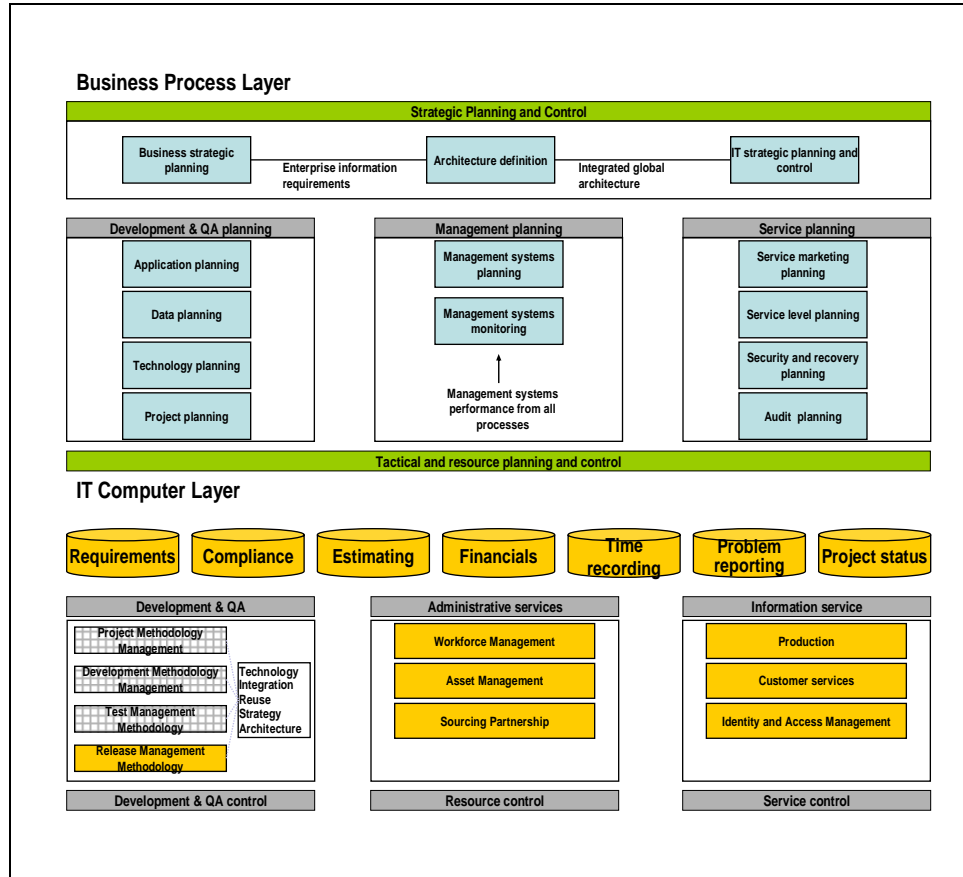 Business Process Layer
Strategic Planning and Control
Business strategic
planning
Enterprise information
requirements
Architecture definition
Integrated global
architecture
IT strategic planning and
control
Development & QA planning
Application planning
Data planning
Technology planning
Project planning
Management planning
Management systems
planning
Management systems
monitoring
Management systems
performance from all
processes
Service planning
Service marketing
planning
Service level planning
Security and recovery
planning
Audit planning
Tactical and resource planning and control
IT Computer Layer
Requirements
Compliance
Estimating
Financials
Time
recording
Problem
reporting
Project status
Development & QA
Project Methodology
Management
Development Methodology
Management
Test Management
Methodology
Release Management
Methodology
Technology
Integration
Reuse
Strategy
Architecture
Development & QA control
Administrative services
Workforce Management
Asset Management
Sourcing Partnership
Resource control
Information service
Production
Customer services
Identity and Access Management
Service control